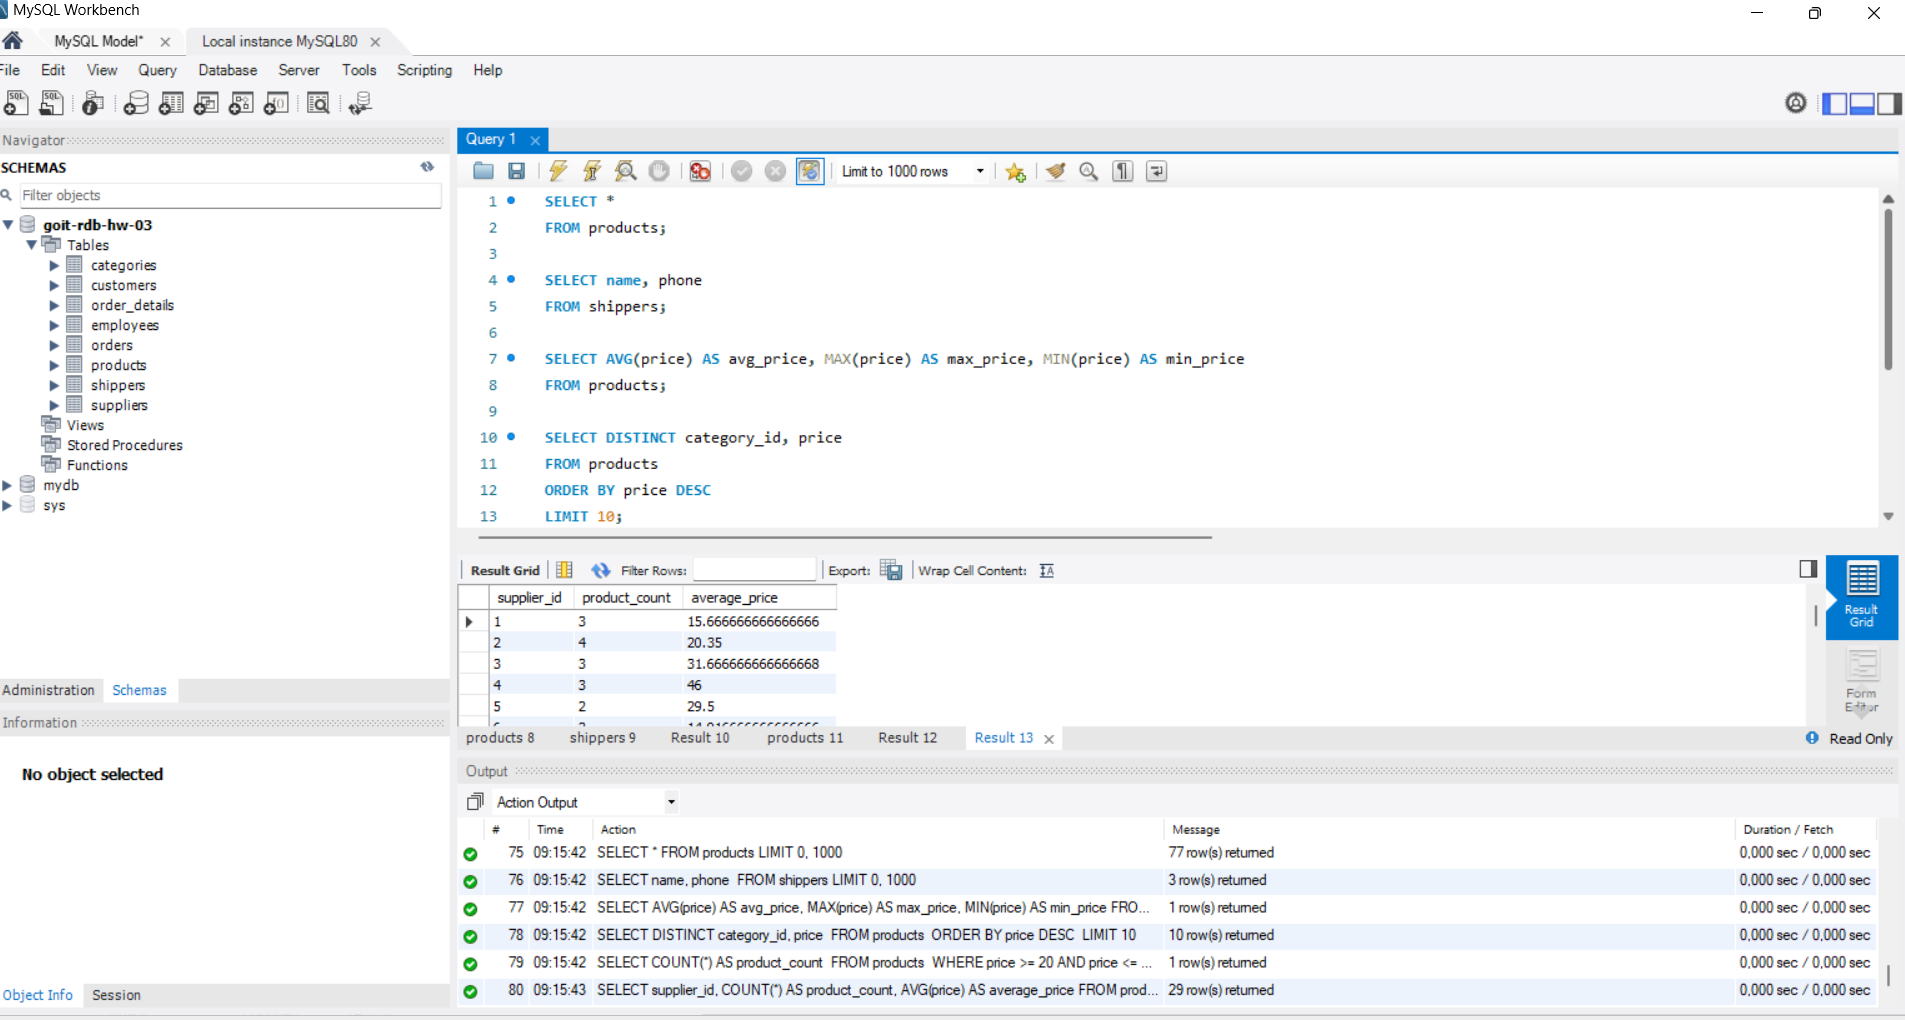 MySQL Workbench
MySQL Model* ×
Local instance MySQL80 ×
File Edit View Query Database Server Tools Scripting Help
Navigator
SCHEMAS
Filter objects
goit-rdb-hw-03
Tables
categories
customers
order_details
employees
orders
products
shippers
suppliers
Views
Stored Procedures
Functions
mydb
sys
Administration Schemas
Information
No object selected
Object Info Session
Query 1 ×
Limit to 1000 rows
1 SELECT *
2 FROM products;
3
4 SELECT name, phone
5 FROM shippers;
6
7 SELECT AVG(price) AS avg_price, MAX(price) AS max_price, MIN(price) AS min_price
8 FROM products;
9
10 SELECT DISTINCT category_id, price
11 FROM products
12 ORDER BY price DESC
13 LIMIT 10;
Result Grid Filter Rows: Export: Wrap Cell Content:
supplier_id product_count average_price
1 3 15.666666666666666
2 4 20.35
3 3 31.666666666666668
4 3 46
5 2 29.5
Result Grid
Form Editor
products 8 shippers 9 Result 10 products 11 Result 12 Result 13 × Read Only
Output
Action Output
# Time Action Message Duration / Fetch
75 09:15:42 SELECT * FROM products LIMIT 0, 1000 77 row(s) returned 0,000 sec / 0,000 sec
76 09:15:42 SELECT name, phone FROM shippers LIMIT 0, 1000 3 row(s) returned 0,000 sec / 0,000 sec
77 09:15:42 SELECT AVG(price) AS avg_price, MAX(price) AS max_price, MIN(price) AS min_price FRO... 1 row(s) returned 0,000 sec / 0,000 sec
78 09:15:42 SELECT DISTINCT category_id, price FROM products ORDER BY price DESC LIMIT 10 10 row(s) returned 0,000 sec / 0,000 sec
79 09:15:42 SELECT COUNT(*) AS product_count FROM products WHERE price >= 20 AND price <= ... 1 row(s) returned 0,000 sec / 0,000 sec
80 09:15:43 SELECT supplier_id, COUNT(*) AS product_count, AVG(price) AS average_price FROM prod... 29 row(s) returned 0,000 sec / 0,000 sec